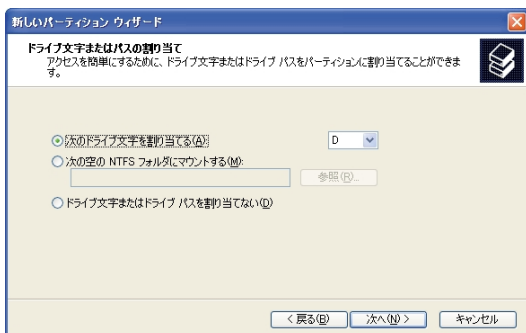 新しいパーティション ウィザード
ドライブ文字またはパスの割り当て
アクセスを簡単にするために、ドライブ文字またはドライブ パスをパーティションに割り当てることができま
す。
次のドライブ文字を割り当てる(A):
D
次の空の NTFS フォルダにマウントする(M):
参照(R)...
ドライブ文字またはドライブ パスを割り当てない(D)
< 戻る(B)
次へ(N) >
キャンセル